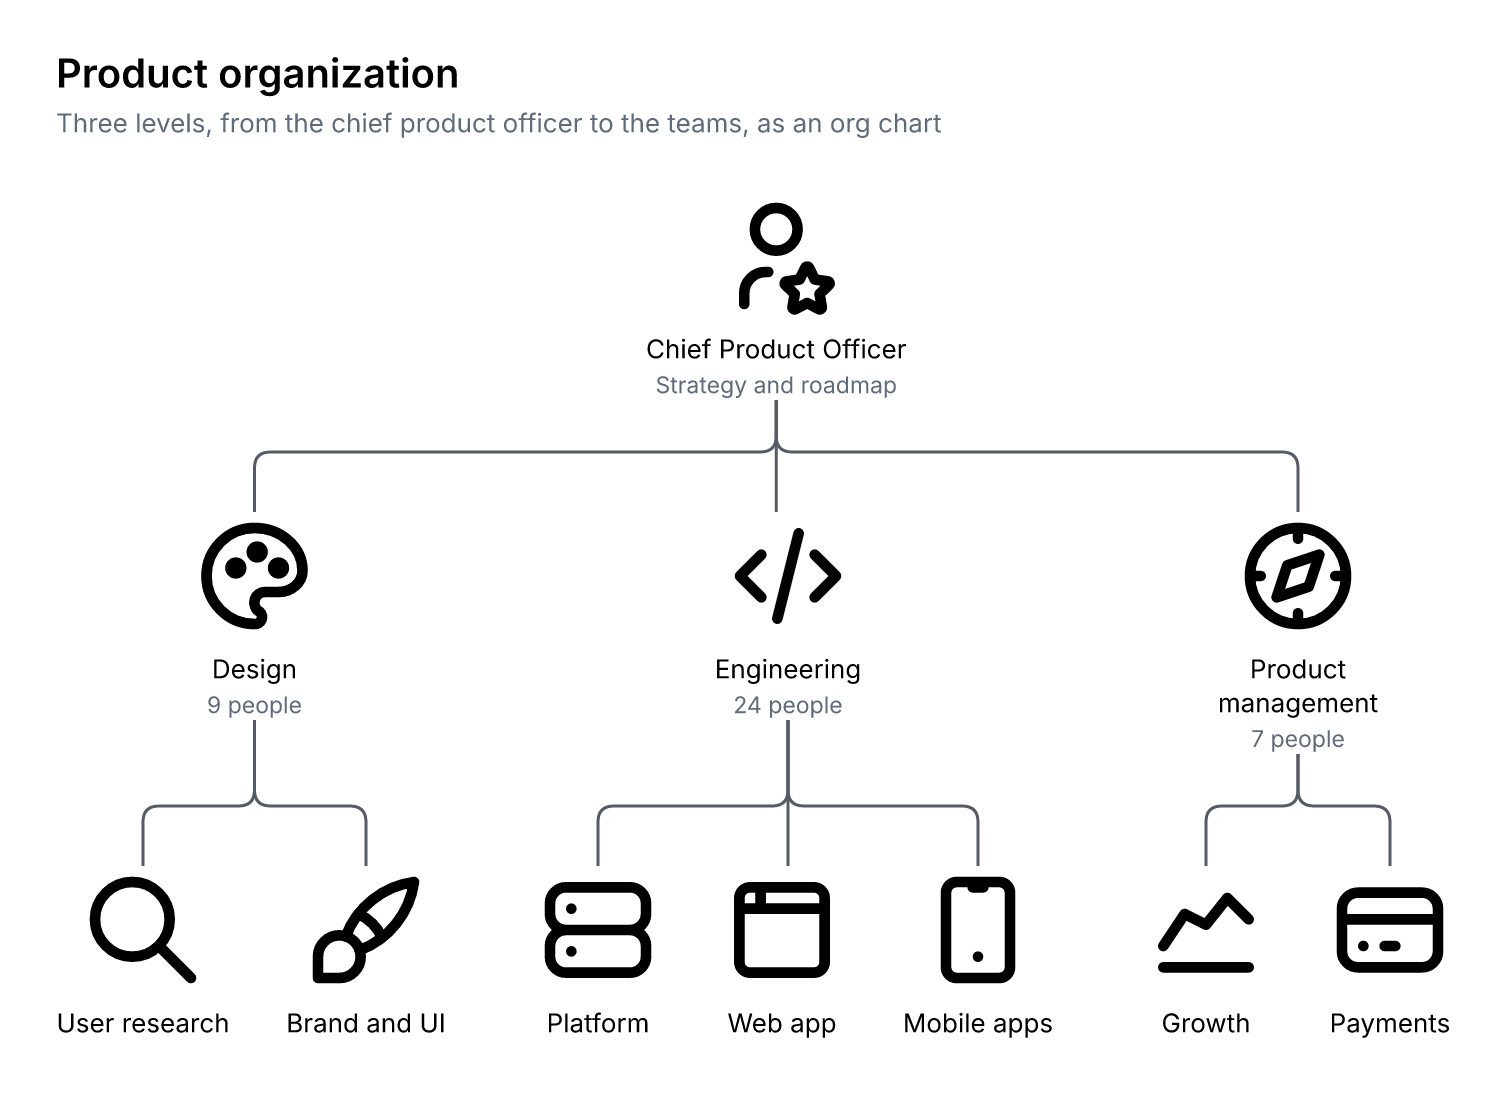 Product organization
Three levels, from the chief product officer to the teams, as an org chart
Chief Product Officer
Strategy and roadmap
Design
9 people
Engineering
24 people
Product
management
7 people
User research
Brand and UI
Platform
Web app
Mobile apps
Growth
Payments